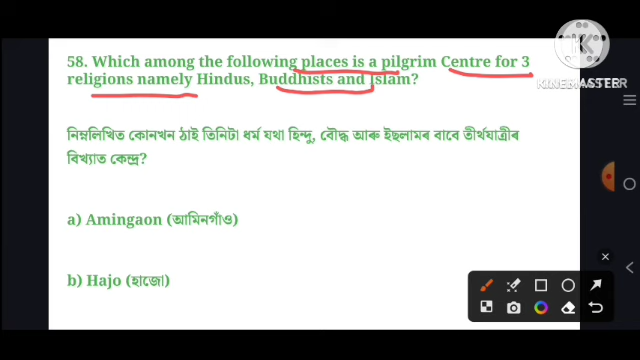 58. Which among the following places is a pilgrim Centre for 3
religions namely Hindus, Buddhists and Islam?
KINEMASTER
নিম্নলিখিত কোনখন ঠাই তিনিটা ধৰ্ম যথা হিন্দু, বৌদ্ধ আৰু ইছলামৰ বাবে তীৰ্থযাত্ৰীৰ
বিখ্যাত কেন্দ্ৰ?
a) Amingaon (আমিনগাঁও)
b) Hajo (হাজো)